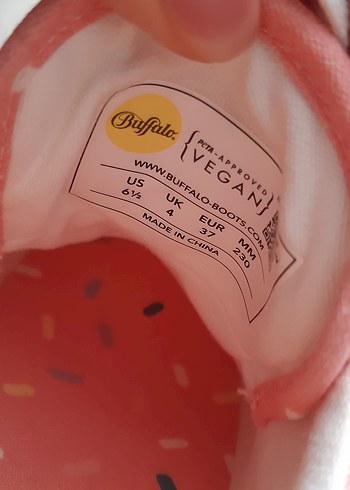 Buffalo
{PETA-APPROVED
VEGAN}
WWW.BUFFALO-BOOTS.COM
US UK EUR MM
6½ 4 37 230
MADE IN CHINA